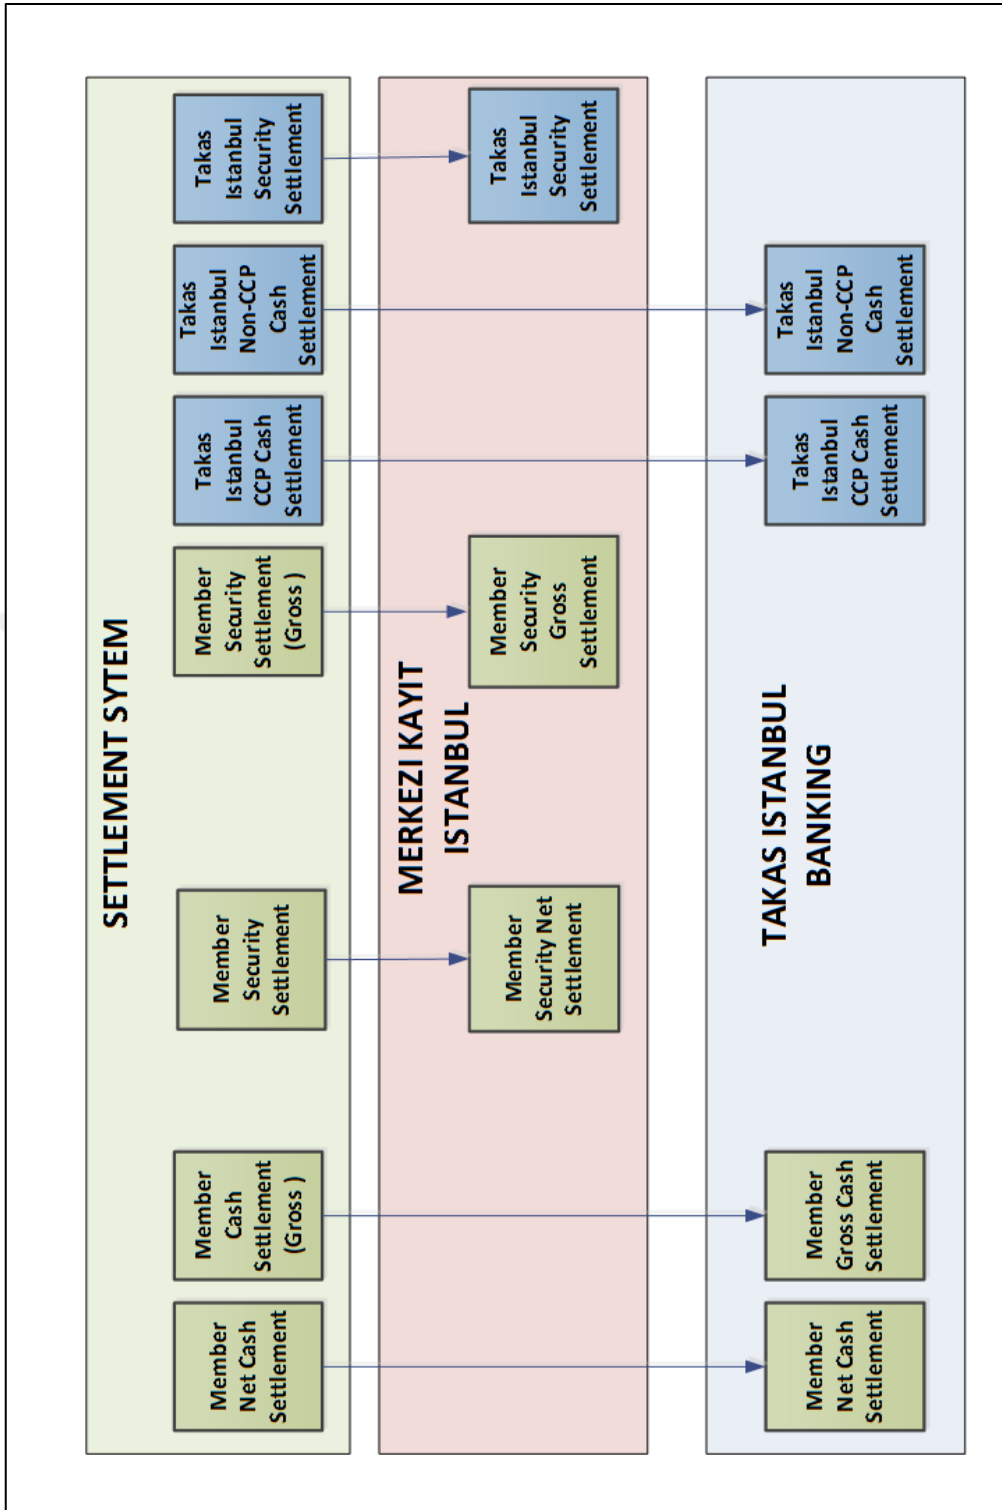 SETTLEMENT SYTEM
Member
Net Cash
Settlement
Member
Cash
Settlement
(Gross )
Member
Security
Settlement
Member
Security
Settlement
(Gross )
Takas
Istanbul
CCP Cash
Settlement
Takas
Istanbul
Non-CCP
Cash
Settlement
Takas
Istanbul
Security
Settlement
MERKEZI KAYIT
ISTANBUL
Member
Security Net
Settlement
Member
Security
Gross
Settlement
Takas
Istanbul
Security
Settlement
TAKAS ISTANBUL
BANKING
Member
Net Cash
Settlement
Member
Gross Cash
Settlement
Takas
Istanbul
CCP Cash
Settlement
Takas
Istanbul
Non-CCP
Cash
Settlement